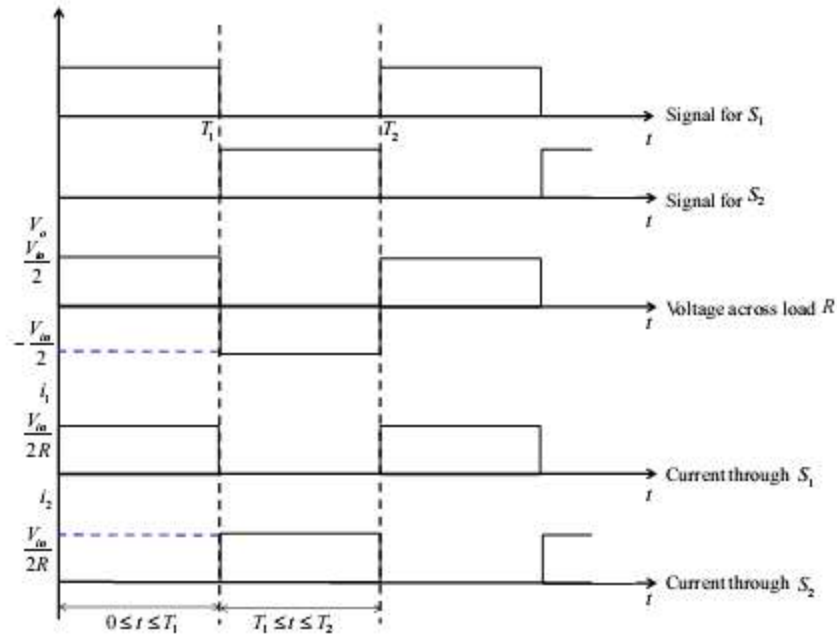 Signal for S₁
T₁
T₂
t
Signal for S₂
t
Vₒ
Vᵢₙ
2
Voltage across load R
t
- Vᵢₙ
2
i₁
Vᵢₙ
2R
Current through S₁
t
i₂
Vᵢₙ
2R
Current through S₂
t
0 ≤ t ≤ T₁
T₁ ≤ t ≤ T₂